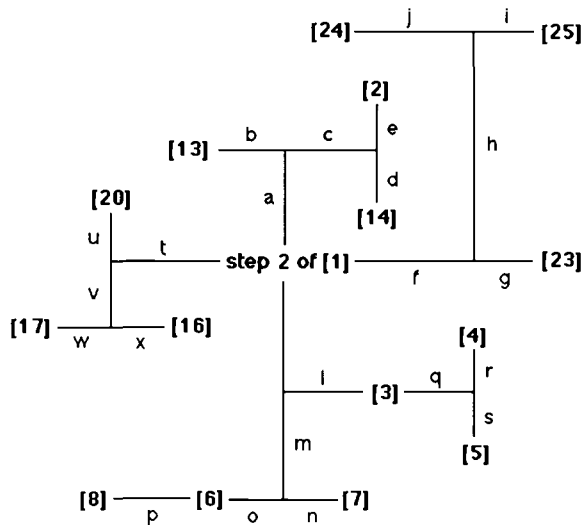 j i
[24] [25]
[2]
b c e
[13] h
d
a
[14]
[20]
u t
step 2 of [1] [23]
f g
v
[17] [16]
w x [4]
l q r
[3]
s
m
[5]
[8] [6] [7]
p o n